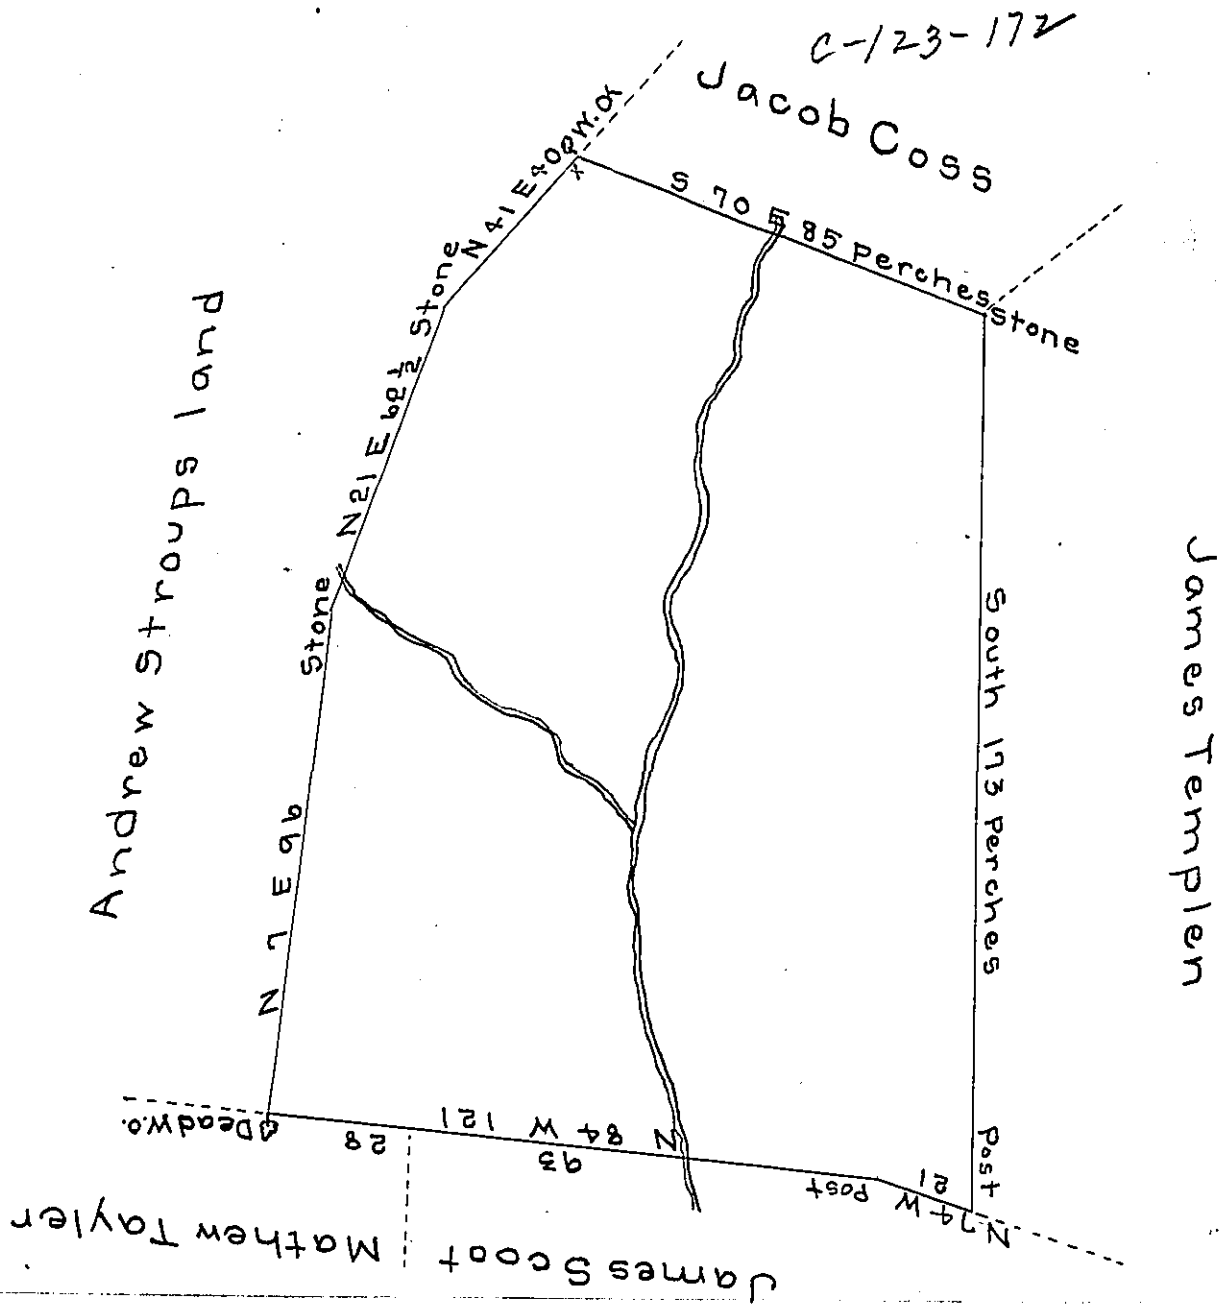 C-123-172
Jacob Coss
N 41 E 40 W.O.
S 70 E 85 Perches
Stone
Stone
N 21 E 62½
Stone
Andrew Stroups land
N 7 E 96
South 173 Perches
James Templen
Post
N 74 W 21
Post
N 84 W 121
93
28
Dead W.O.
Mathew Tayler
James Scoot